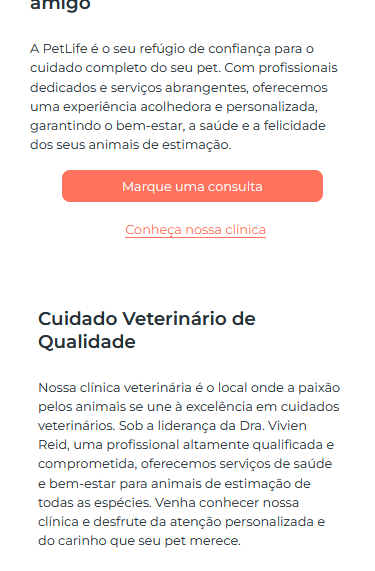 amigo
A PetLife é o seu refúgio de confiança para o
cuidado completo do seu pet. Com profissionais
dedicados e serviços abrangentes, oferecemos
uma experiência acolhedora e personalizada,
garantindo o bem-estar, a saúde e a felicidade
dos seus animais de estimação.
Marque uma consulta
Conheça nossa clínica
Cuidado Veterinário de
Qualidade
Nossa clínica veterinária é o local onde a paixão
pelos animais se une à excelência em cuidados
veterinários. Sob a liderança da Dra. Vivien
Reid, uma profissional altamente qualificada e
comprometida, oferecemos serviços de saúde
e bem-estar para animais de estimação de
todas as espécies. Venha conhecer nossa
clínica e desfrute da atenção personalizada e
do carinho que seu pet merece.